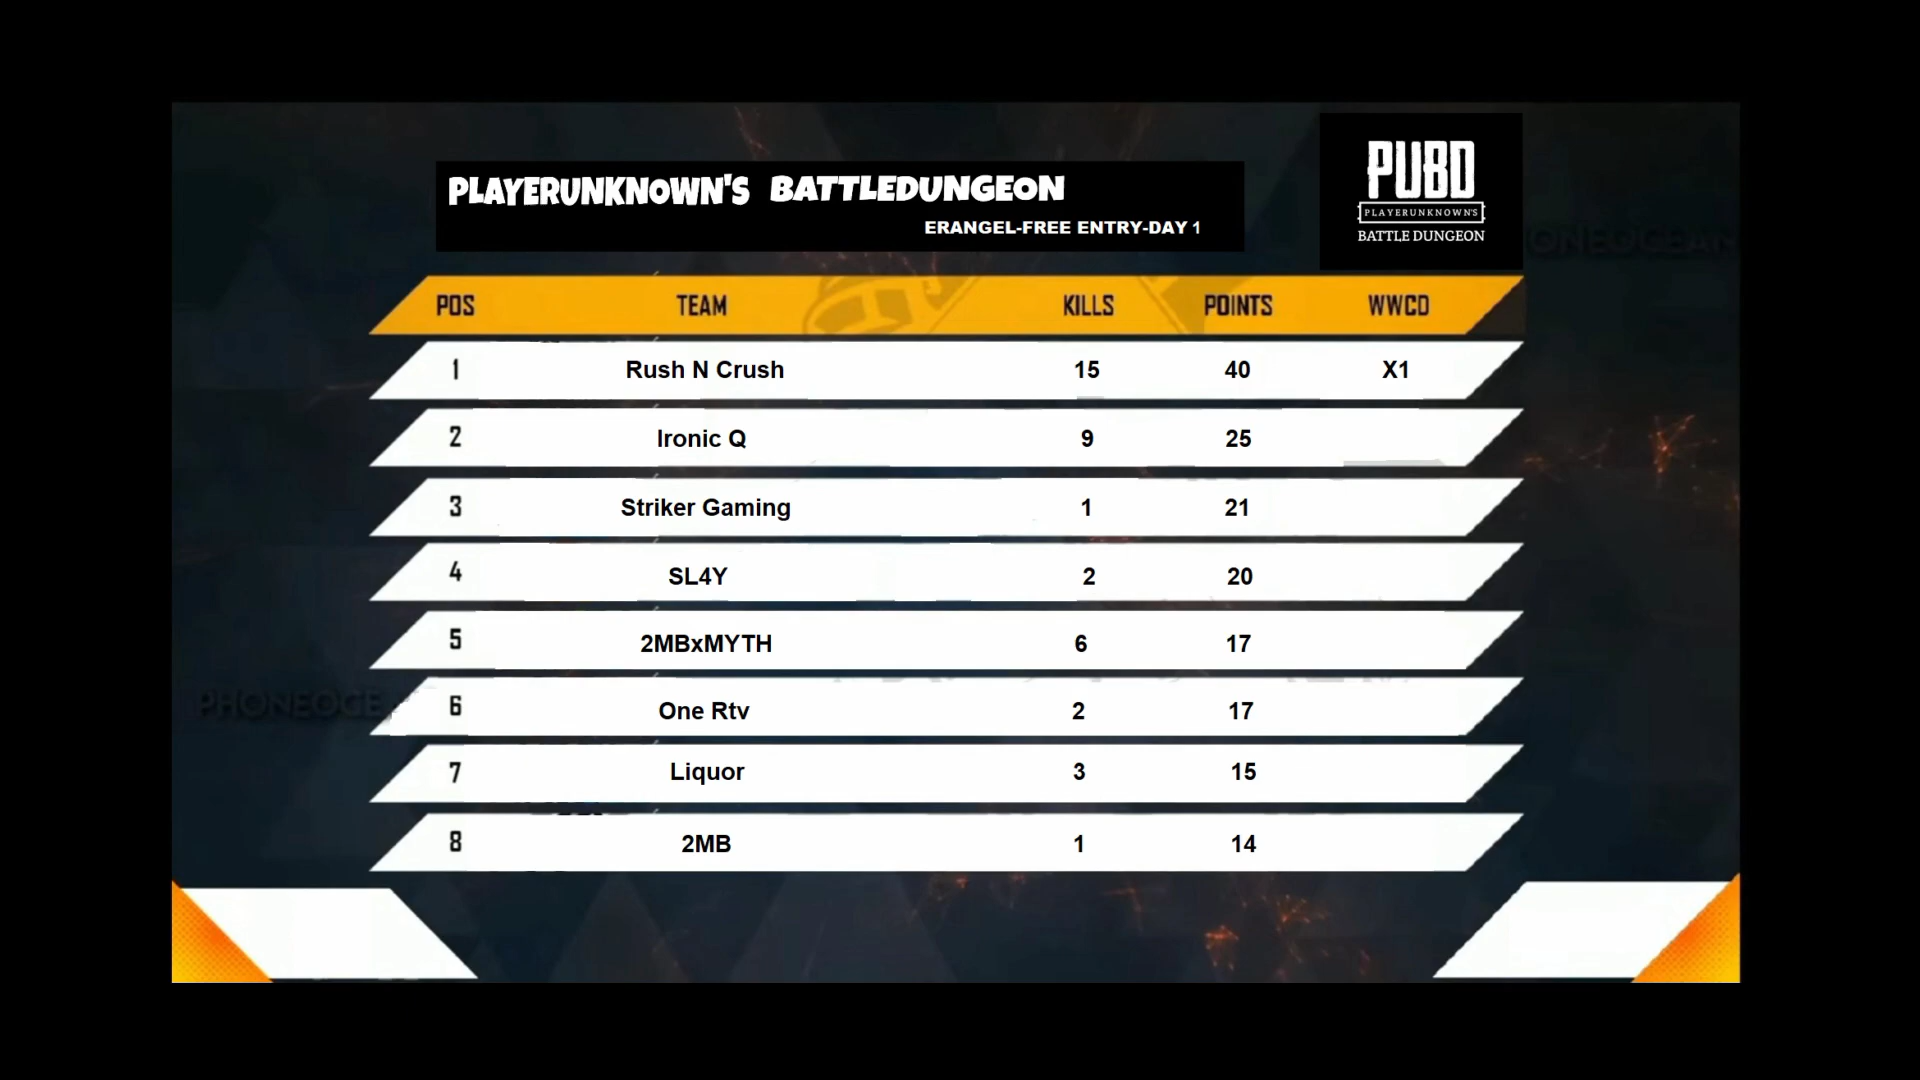 PLAYERUNKNOWN'S BATTLEDUNGEON
ERANGEL-FREE ENTRY-DAY 1
PUBD
PLAYERUNKNOWN'S
BATTLE DUNGEON
POS TEAM KILLS POINTS WWCD
1 Rush N Crush 15 40 X1
2 Ironic Q 9 25
3 Striker Gaming 1 21
4 SL4Y 2 20
5 2MBxMYTH 6 17
6 One Rtv 2 17
7 Liquor 3 15
8 2MB 1 14